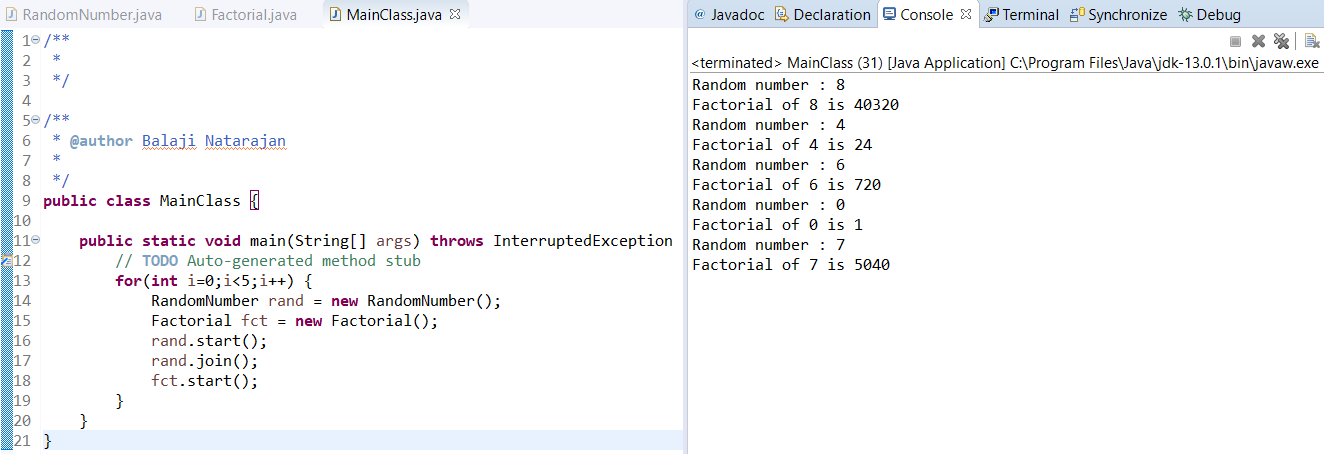 RandomNumber.java Factorial.java MainClass.java
1 /**
2 *
3 */
4
5 /**
6 * @author Balaji Natarajan
7 *
8 */
9 public class MainClass {
10
11 public static void main(String[] args) throws InterruptedException
12 // TODO Auto-generated method stub
13 for(int i=0;i<5;i++) {
14 RandomNumber rand = new RandomNumber();
15 Factorial fct = new Factorial();
16 rand.start();
17 rand.join();
18 fct.start();
19 }
20 }
21 }
@ Javadoc Declaration Console Terminal Synchronize Debug
<terminated> MainClass (31) [Java Application] C:\Program Files\Java\jdk-13.0.1\bin\javaw.exe
Random number : 8
Factorial of 8 is 40320
Random number : 4
Factorial of 4 is 24
Random number : 6
Factorial of 6 is 720
Random number : 0
Factorial of 0 is 1
Random number : 7
Factorial of 7 is 5040